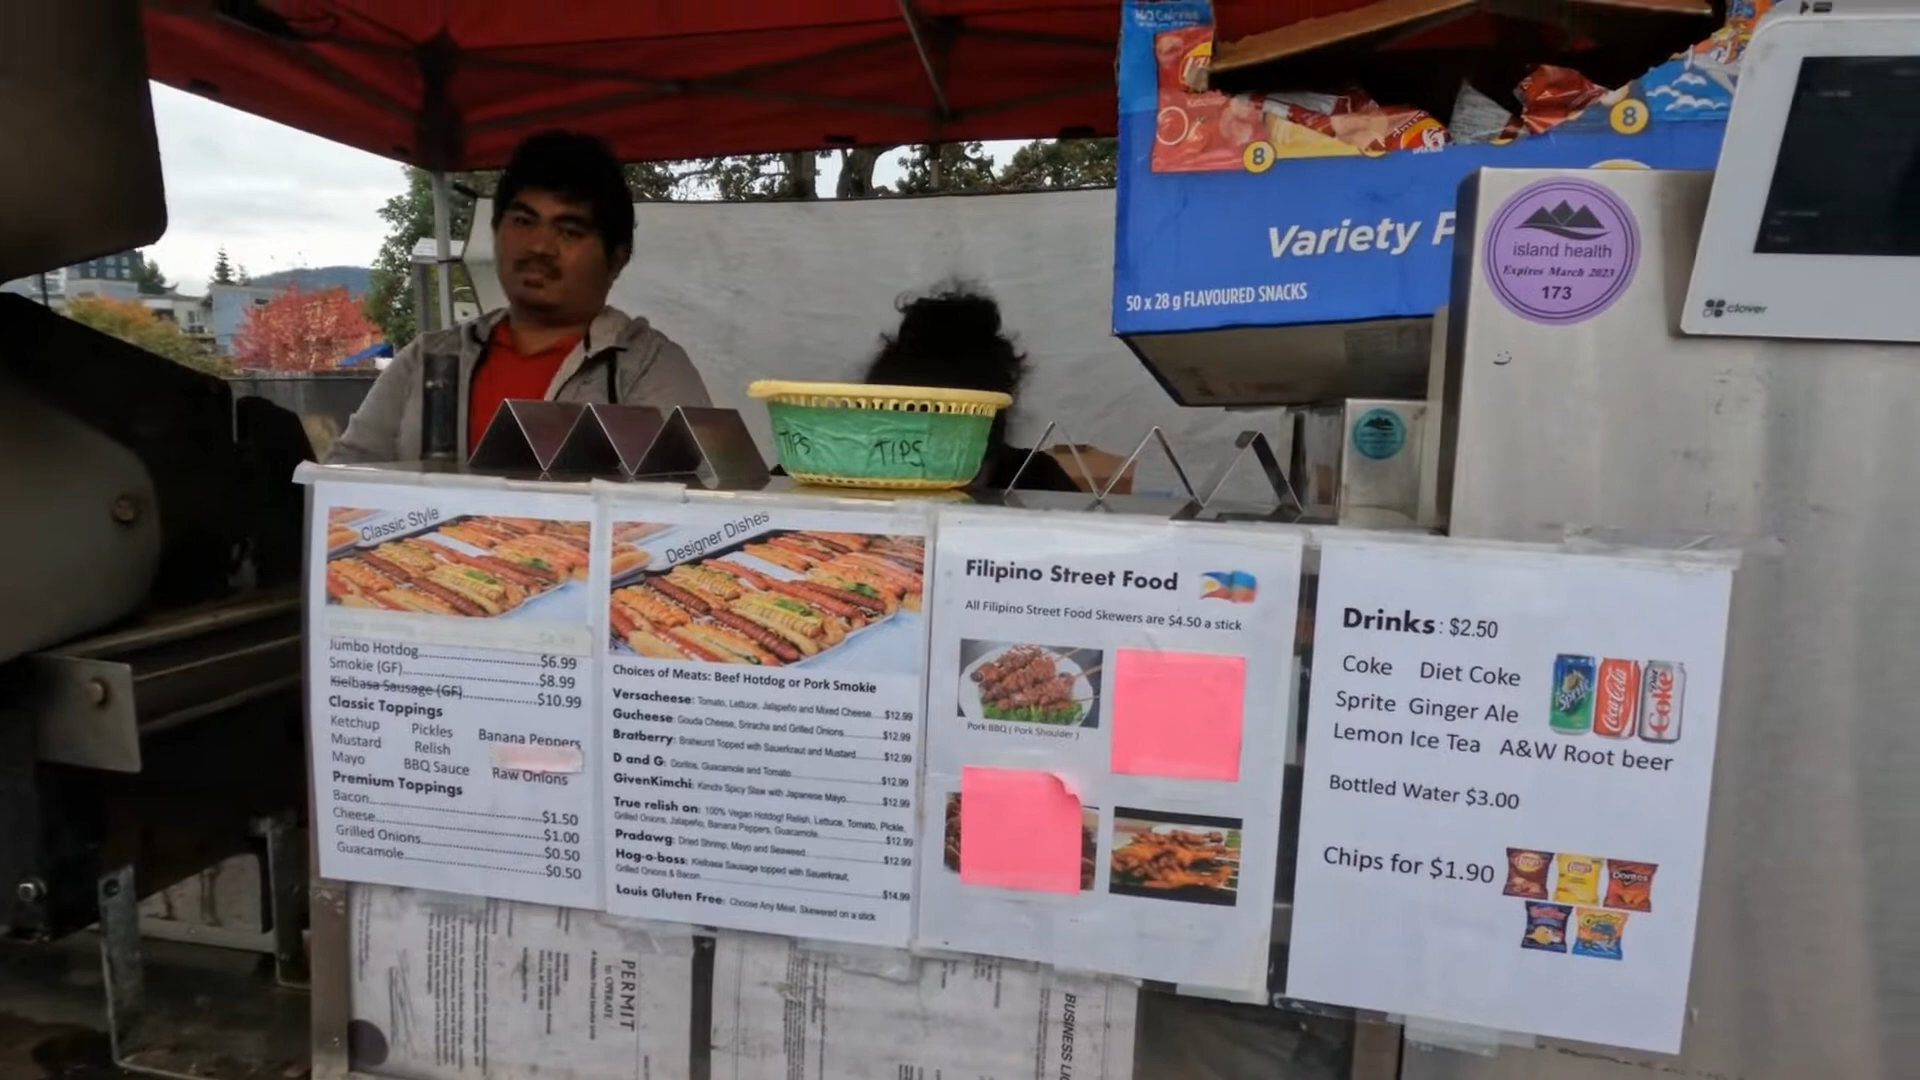 140 Calories
8
8
Variety P
50 x 28 g FLAVOURED SNACKS
island health
Expires March 2023
173
clover
TIPS
TIPS
Classic Style
Jumbo Hotdog $6.99
Smokie (GF) $8.99
Kielbasa Sausage (GF) $10.99
Classic Toppings
Ketchup Pickles Banana Peppers
Mustard Relish
Mayo BBQ Sauce Raw Onions
Premium Toppings
Bacon $1.50
Cheese $1.00
Grilled Onions $0.50
Guacamole $0.50
Designer Dishes
Choices of Meats: Beef Hotdog or Pork Smokie
Versacheese: Tomato, Lettuce, Jalapeño and Mixed Cheese $12.99
Gucheese: Gouda Cheese, Sriracha and Grilled Onions $12.99
Bratberry: Bratwurst Topped with Sauerkraut and Mustard $12.99
D and G: Doritos, Guacamole and Tomato $12.99
GivenKimchi: Kimchi Spicy Slaw with Japanese Mayo $12.99
True relish on: 100% Vegan Hotdog! Relish, Lettuce, Tomato, Pickle,
Grilled Onions, Jalapeño, Banana Peppers, Guacamole $12.99
Pradawg: Dried Shrimp, Mayo and Seaweed $12.99
Hog-o-boss: Kielbasa Sausage topped with Sauerkraut,
Grilled Onions & Bacon $14.99
Louis Gluten Free: Choose Any Meat, Skewered on a stick
Filipino Street Food
All Filipino Street Food Skewers are $4.50 a stick
Pork BBQ ( Pork Shoulder )
Drinks: $2.50
Coke Diet Coke
Sprite Ginger Ale
Lemon Ice Tea A&W Root beer
Bottled Water $3.00
Chips for $1.90
Sprite
Coca-Cola
Diet Coke
Doritos
PERMIT
to OPERATE
BUSINESS LIC